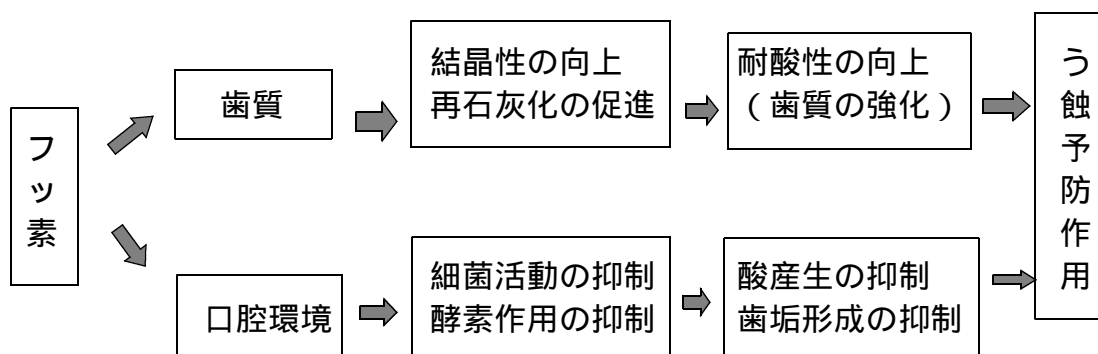 フッ素
歯質
結晶性の向上
再石灰化の促進
耐酸性の向上
（歯質の強化）
口腔環境
細菌活動の抑制
酵素作用の抑制
酸産生の抑制
歯垢形成の抑制
う蝕予防作用